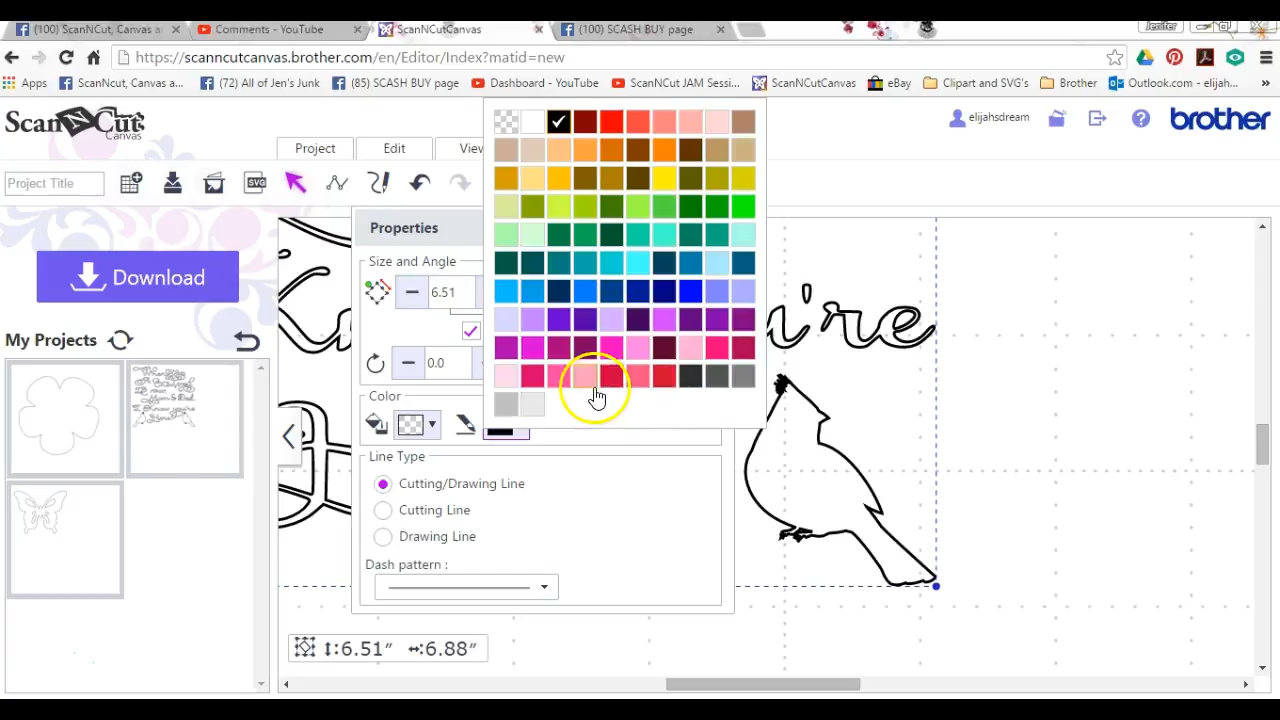 (100) ScanNCut, Canvas a
Comments - YouTube
ScanNCutCanvas
(100) SCASH BUY page
Jenifer
https://scanncutcanvas.brother.com/en/Editor/Index?matid=new
Apps
ScanNcut, Canvas a...
(72) All of Jen's Junk
(85) SCASH BUY page
Dashboard - YouTube
ScanNCut JAM Sessi...
ScanNCutCanvas
eBay
Clipart and SVG's
Brother
Outlook.com - elijah...
ScanNCut
Canvas
elijahsdream
brother
Project
Edit
View
Project Title
SVG
Properties
Download
Size and Angle
6.51
My Projects
0.0
Color
Line Type
Cutting/Drawing Line
Cutting Line
Drawing Line
Dash pattern :
're
6.51"
6.88"